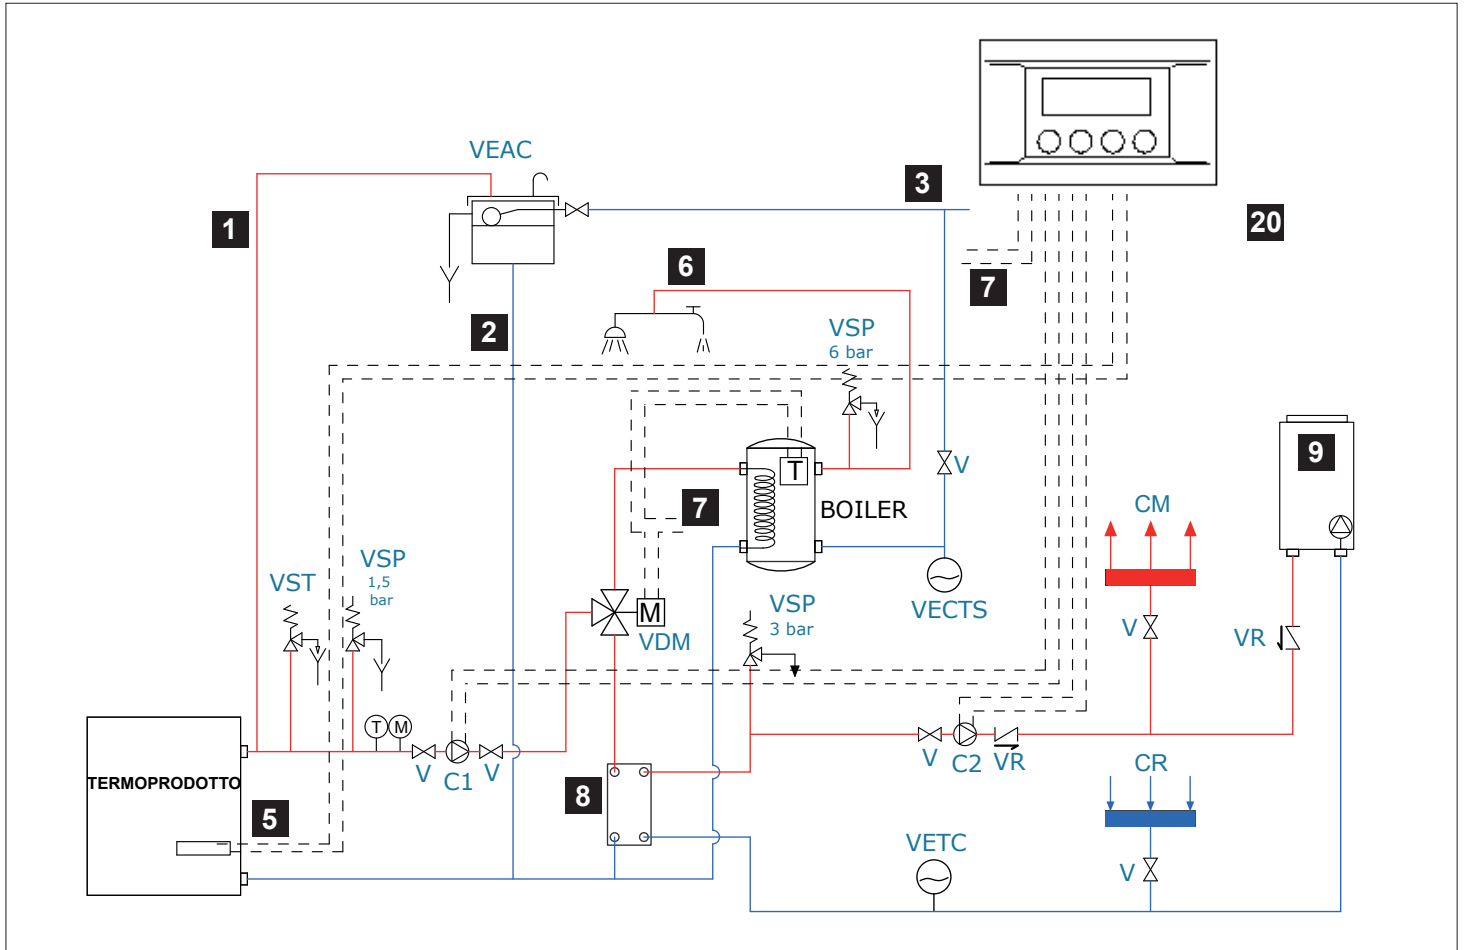 VEAC
3
1
20
6
7
2
VSP
6 bar
9
T
V
CM
7
BOILER
VSP
1,5
bar
VST
VSP
3 bar
VECTS
M
VDM
V
VR
T
M
V
C1
V
V
C2
VR
CR
TERMOPRODOTTO
8
5
VETC
V